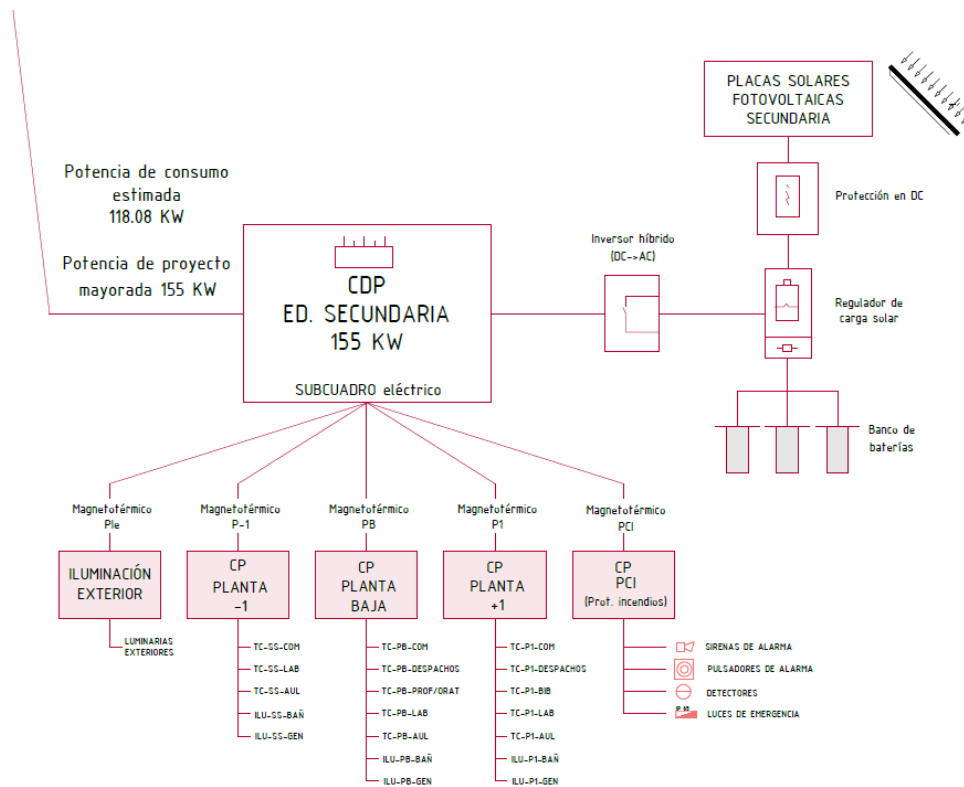 PLACAS SOLARES
FOTOVOLTAICAS
SECUNDARIA
Potencia de consumo
estimada
118.08 KW
Protección en DC
Potencia de proyecto
mayorada 155 KW
CDP
ED. SECUNDARIA
155 KW
SUBCUADRO eléctrico
Inversor híbrido
(DC->AC)
Regulador de
carga solar
Banco de
baterías
Magnetotérmico
PIe
Magnetotérmico
P-1
Magnetotérmico
PB
Magnetotérmico
P1
Magnetotérmico
PCI
ILUMINACIÓN
EXTERIOR
CP
PLANTA
-1
CP
PLANTA
BAJA
CP
PLANTA
+1
CP
PCI
(Prot. incendios)
LUMINARIAS
EXTERIORES
TC-SS-COM
TC-SS-LAB
TC-SS-AUL
ILU-SS-BAÑ
ILU-SS-GEN
TC-PB-COM
TC-PB-DESPACHOS
TC-PB-PROF/ORAT
TC-PB-LAB
TC-PB-AUL
ILU-PB-BAÑ
ILU-PB-GEN
TC-P1-COM
TC-P1-DESPACHOS
TC-P1-BIB
TC-P1-LAB
TC-P1-AUL
ILU-P1-BAÑ
ILU-P1-GEN
SIRENAS DE ALARMA
PULSADORES DE ALARMA
DETECTORES
LUCES DE EMERGENCIA